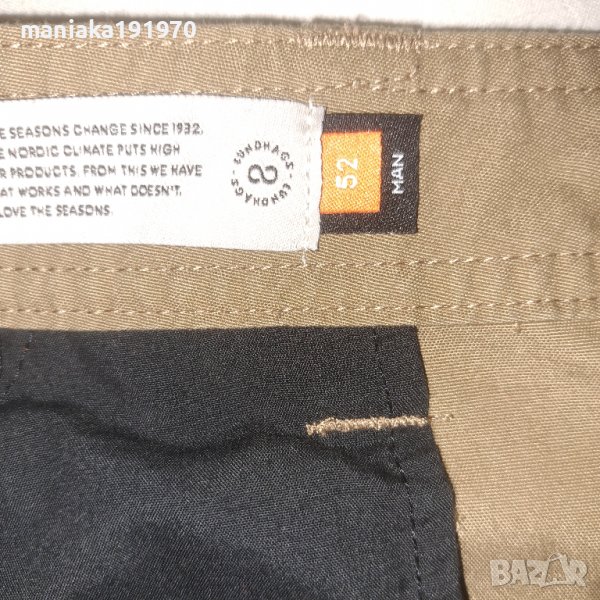 maniaka191970
E SEASONS CHANGE SINCE 1932.
E NORDIC CLIMATE PUTS HIGH
R PRODUCTS. FROM THIS WE HAVE
AT WORKS AND WHAT DOESN'T.
LOVE THE SEASONS.
LUNDHAGS · LUNDHAGS ·
52
MAN
BAZAR